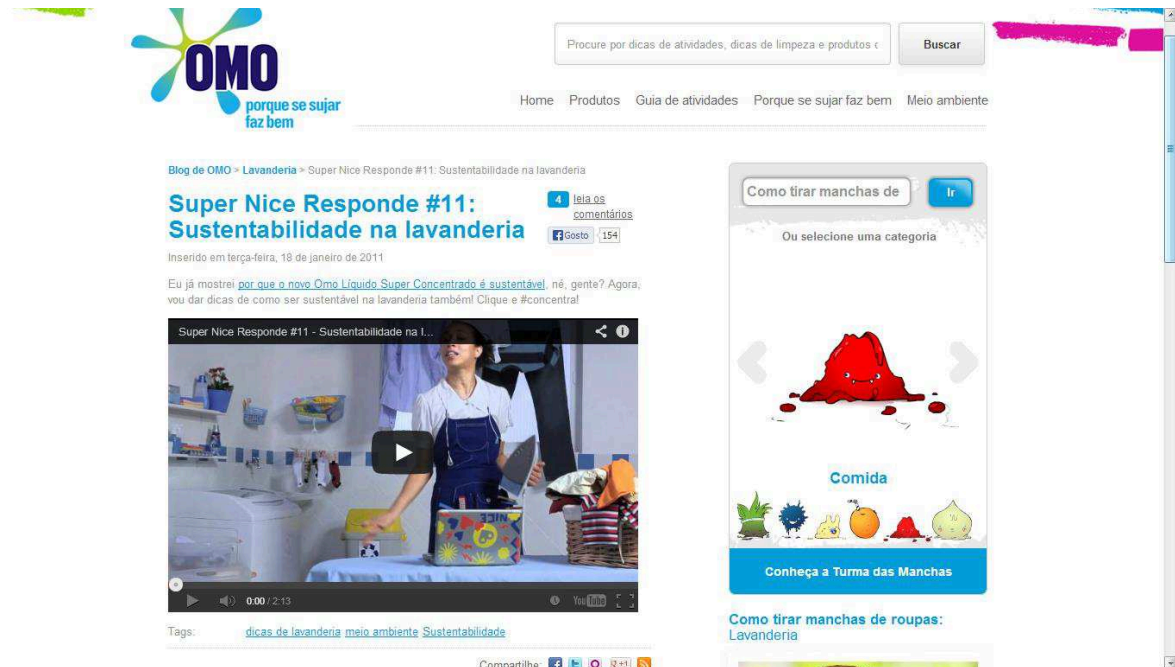 OMO
porque se sujar
faz bem
Procure por dicas de atividades, dicas de limpeza e produtos c
Buscar
Home Produtos Guia de atividades Porque se sujar faz bem Meio ambiente
Blog de OMO > Lavanderia > Super Nice Responde #11: Sustentabilidade na lavanderia
Super Nice Responde #11:
Sustentabilidade na lavanderia
4 leia os
comentários
Gosto 154
Inserido em terça-feira, 18 de janeiro de 2011
Eu já mostrei por que o novo Omo Líquido Super Concentrado é sustentável, né, gente? Agora,
vou dar dicas de como ser sustentável na lavanderia também! Clique e #concentra!
Super Nice Responde #11 - Sustentabilidade na l...
NICE
0:00 / 2:13
YouTube
Tags: dicas de lavanderia meio ambiente Sustentabilidade
Compartilhe:
+1
Como tirar manchas de
Ir
Ou selecione uma categoria
Comida
Conheça a Turma das Manchas
Como tirar manchas de roupas:
Lavanderia